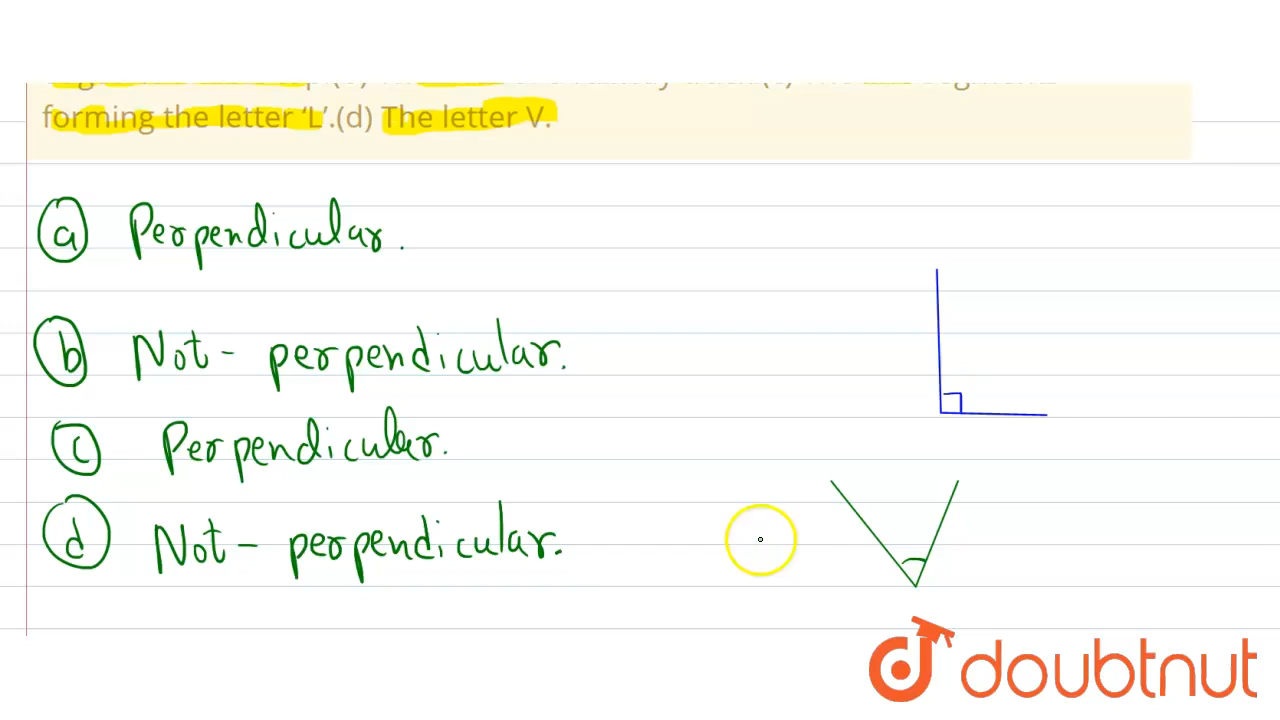 forming the letter ‘L’.(d) The letter V.
a Perpendicular.
b Not - perpendicular.
c Perpendicular.
d Not - perpendicular.
doubtnut